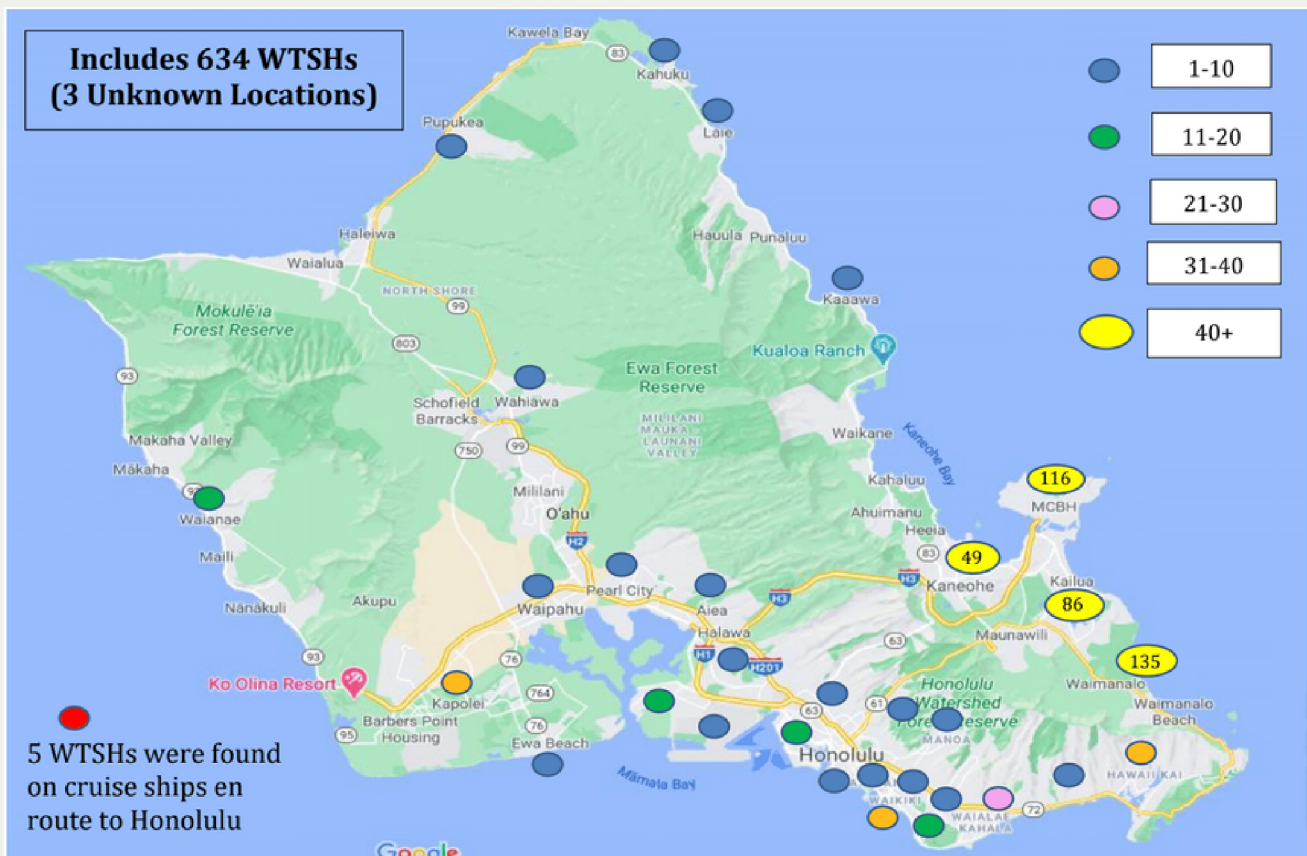 Includes 634 WTSHs
(3 Unknown Locations)
1-10
11-20
21-30
31-40
40+
Kawela Bay
83
Kahuku
Pupukea
Laie
Haleiwa
Waialua
Hauula
Punaluu
NORTH SHORE
99
Mokulē'ia
Forest Reserve
803
Kaaawa
Kualoa Ranch
93
Ewa Forest
Reserve
Schofield
Barracks
Wahiawa
MILILANI
MAUKA
LAUNANI
VALLEY
Waikane
Kaneohe Bay
Makaha Valley
750
99
Mākaha
Kahaluu
116
MCBH
Mililani
Waianae
O'ahu
Ahuimanu
Heeia
H2
83
49
Maili
H3
Kaneohe
Kailua
Pearl City
86
Nānākuli
Akupu
Waipahu
Aiea
H3
Halawa
Maunawili
63
93
76
H1
H201
135
Waimanalo
Ko Olina Resort
Kapolei
764
Honolulu
Watershed
Forest Reserve
61
63
Waimanalo
Beach
Barbers Point
Housing
95
76
Ewa Beach
MANOA
Honolulu
Māmala Bay
HAWAII KAI
WAIKIKI
WAIALAE
KAHALA
72
5 WTSHs were found
on cruise ships en
route to Honolulu
Google